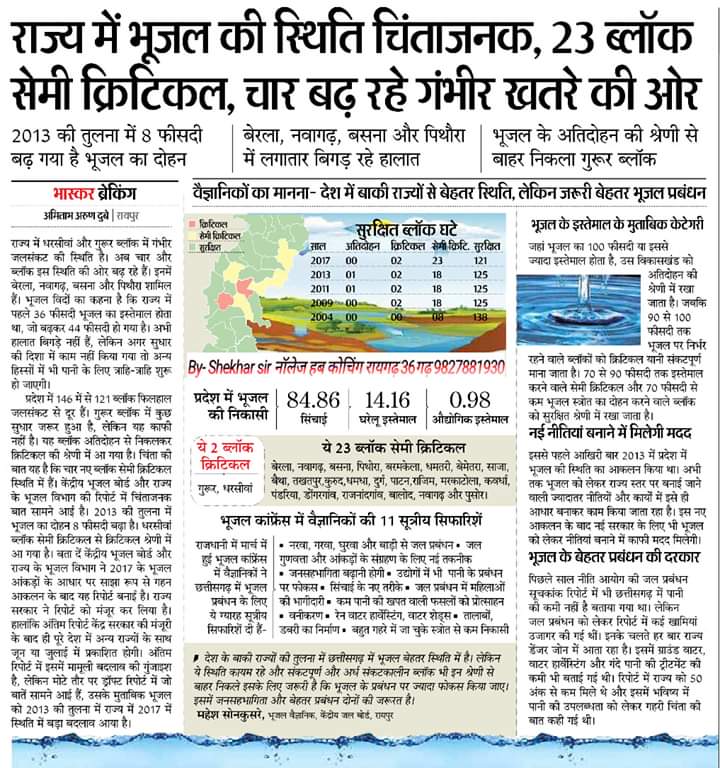 राज्य में भूजल की स्थिति चिंताजनक, 23 ब्लॉक
सेमी क्रिटिकल, चार बढ़ रहे गंभीर खतरे की ओर
2013 की तुलना में 8 फीसदी
बढ़ गया है भूजल का दोहन
बेरला, नवागढ़, बसना और पिथौरा
में लगातार बिगड़ रहे हालात
भूजल के अतिदोहन की श्रेणी से
बाहर निकला गुरूर ब्लॉक
भास्कर ब्रेकिंग
अमिताभ अरुण दुबे | रायपुर
राज्य में धरसीवां और गुरूर ब्लॉक में गंभीर
जलसंकट की स्थिति है। अब चार और
ब्लॉक इस स्थिति की ओर बढ़ रहे हैं। इनमें
बेरला, नवागढ़, बसना और पिथौरा शामिल
हैं। भूजल विदों का कहना है कि राज्य में
पहले 36 फीसदी भूजल का इस्तेमाल होता
था, जो बढ़कर 44 फीसदी हो गया है। अभी
हालात बिगड़े नहीं हैं, लेकिन अगर सुधार
की दिशा में काम नहीं किया गया तो अन्य
हिस्सों में भी पानी के लिए त्राहि-त्राहि शुरू
हो जाएगी।
प्रदेश में 146 में से 121 ब्लॉक फिलहाल
जलसंकट से दूर हैं। गुरूर ब्लॉक में कुछ
सुधार जरूर हुआ है, लेकिन यह काफी
नहीं है। यह ब्लॉक अतिदोहन से निकलकर
क्रिटिकल की श्रेणी में आ गया है। चिंता की
बात यह है कि चार नए ब्लॉक सेमी क्रिटिकल
स्थिति में हैं। केंद्रीय भूजल बोर्ड और राज्य
के भूजल विभाग की रिपोर्ट में चिंताजनक
बात सामने आई है। 2013 की तुलना में
भूजल का दोहन 8 फीसदी बढ़ा है। धरसीवां
ब्लॉक सेमी क्रिटिकल से क्रिटिकल श्रेणी में
आ गया है। बता दें केंद्रीय भूजल बोर्ड और
राज्य के भूजल विभाग ने 2017 के भूजल
आंकड़ों के आधार पर साझा रूप से गहन
आकलन के बाद यह रिपोर्ट बनाई है। राज्य
सरकार ने रिपोर्ट को मंजूर कर लिया है।
हालांकि अंतिम रिपोर्ट केंद्र सरकार की मंजूरी
के बाद ही पूरे देश में अन्य राज्यों के साथ
जून या जुलाई में प्रकाशित होगी। अंतिम
रिपोर्ट में इसमें मामूली बदलाव की गुंजाइश
है, लेकिन मोटे तौर पर ड्रॉफ्ट रिपोर्ट में जो
बातें सामने आई हैं, उसके मुताबिक भूजल
को 2013 की तुलना में राज्य में 2017 में
स्थिति में बड़ा बदलाव आया है।
वैज्ञानिकों का मानना- देश में बाकी राज्यों से बेहतर स्थिति, लेकिन जरूरी बेहतर भूजल प्रबंधन
क्रिटिकल
सेमी क्रिटिकल
सुरक्षित
सुरक्षित ब्लॉक घटे
साल अतिदोहन क्रिटिकल सेमी क्रिटि. सुरक्षित
2017 00 02 23 121
2013 01 02 18 125
2011 01 02 18 125
2009 00 02 18 125
2004 00 00 08 138
By- Shekhar sir नॉलेज हब कोचिंग रायगढ़ 36 गढ़ 9827881930
प्रदेश में भूजल
की निकासी
84.86
सिंचाई
14.16
घरेलू इस्तेमाल
0.98
औद्योगिक इस्तेमाल
ये 2 ब्लॉक
क्रिटिकल
गुरूर, धरसीवां
ये 23 ब्लॉक सेमी क्रिटिकल
बेरला, नवागढ़, बसना, पिथोरा, बरमकेला, धमतरी, बेमेतरा, साजा,
बैथा, तखतपुर,कुरुद,धमधा, दुर्ग, पाटन,राजिम, मरकाटोला, कवर्धा,
पंडरिया, डोंगरगांव, राजनांदगांव, बालोद, नवागढ़ और पुसोर।
भूजल कांफ्रेंस में वैज्ञानिकों की 11 सूत्रीय सिफारिशें
राजधानी में मार्च में
हुई भूजल कांफ्रेंस
में वैज्ञानिकों ने
छत्तीसगढ़ में भूजल
प्रबंधन के लिए
ये ग्यारह सूत्रीय
सिफारिशें दी हैं-
▪ नरवा, गरवा, घुरवा और बाड़ी से जल प्रबंधन ▪ जल
गुणवत्ता और आंकड़ों के संग्रहण के लिए नई तकनीक
▪ जनसहभागिता बढ़ानी होगी ▪ उद्योगों में भी पानी के प्रबंधन
पर फोकस ▪ सिंचाई के नए तरीके ▪ जल प्रबंधन में महिलाओं
की भागीदारी ▪ कम पानी की खपत वाली फसलों को प्रोत्साहन
▪ वनीकरण ▪ रेन वाटर हार्वेस्टिंग, वाटर शेड्स ▪ तालाबों,
डबरी का निर्माण ▪ बहुत गहरे में जा चुके स्त्रोत से कम निकासी
देश के बाकी राज्यों की तुलना में छत्तीसगढ़ में भूजल बेहतर स्थिति में है। लेकिन
ये स्थिति कायम रहे और संकटपूर्ण और अर्ध संकटकालीन ब्लॉक भी इन श्रेणी से
बाहर निकले इसके लिए जरूरी है कि भूजल के प्रबंधन पर ज्यादा फोकस किया जाए।
इसमें जनसहभागिता और बेहतर प्रबंधन दोनों की जरूरत है।
महेश सोनकुसरे, भूजल वैज्ञानिक, केंद्रीय जल बोर्ड, रायपुर
भूजल के इस्तेमाल के मुताबिक केटेगरी
जहां भूजल का 100 फीसदी या इससे
ज्यादा इस्तेमाल होता है, उस विकासखंड को
अतिदोहन की
श्रेणी में रखा
जाता है। जबकि
90 से 100
फीसदी तक
भूजल पर निर्भर
रहने वाले ब्लॉकों को क्रिटिकल यानी संकटपूर्ण
माना जाता है। 70 से 90 फीसदी तक इस्तेमाल
करने वाले सेमी क्रिटिकल और 70 फीसदी से
कम भूजल स्त्रोत का दोहन करने वाले ब्लॉक
को सुरक्षित श्रेणी में रखा जाता है।
नई नीतियां बनाने में मिलेगी मदद
इससे पहले आखिरी बार 2013 में प्रदेश में
भूजल की स्थिति का आकलन किया था। अभी
तक भूजल को लेकर राज्य स्तर पर बनाई जाने
वाली ज्यादातर नीतियों और कार्यों में इसे ही
आधार बनाकर काम किया जाता रहा है। इस नए
आकलन के बाद नई सरकार के लिए भी भूजल
को लेकर नीतियां बनाने में काफी मदद मिलेगी।
भूजल के बेहतर प्रबंधन की दरकार
पिछले साल नीति आयोग की जल प्रबंधन
सूचकांक रिपोर्ट में भी छत्तीसगढ़ में पानी
की कमी नहीं है बताया गया था। लेकिन
जल प्रबंधन को लेकर रिपोर्ट में कई खामियां
उजागर की गई थीं। इनके चलते हर बार राज्य
डेंजर जोन में आता रहा है। इसमें ग्राउंड वाटर,
वाटर हार्वेस्टिंग और गंदे पानी की ट्रीटमेंट की
कमी भी बताई गई थी। रिपोर्ट में राज्य को 50
अंक से कम मिले थे और इसमें भविष्य में
पानी की उपलब्धता को लेकर गहरी चिंता की
बात कही गई थी।